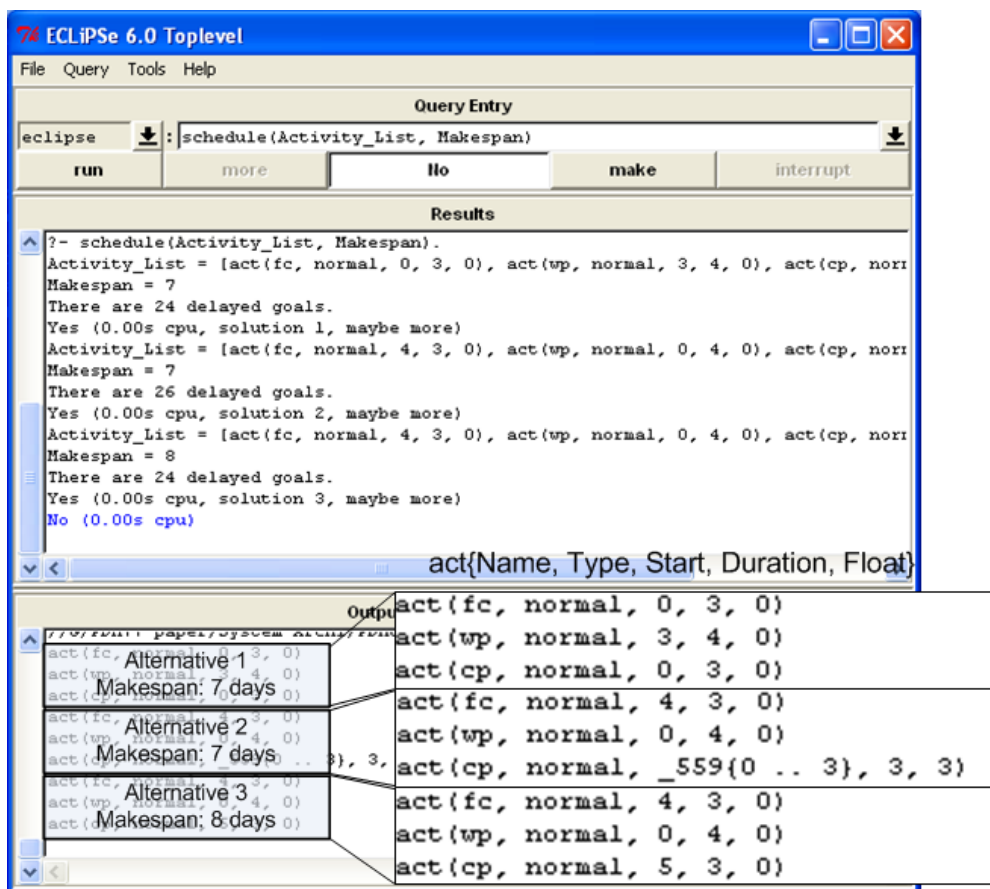 7k ECLiPSe 6.0 Toplevel
File Query Tools Help
Query Entry
eclipse : schedule(Activity_List, Makespan)
run more No make interrupt
Results
?- schedule(Activity_List, Makespan).
Activity_List = [act(fc, normal, 0, 3, 0), act(wp, normal, 3, 4, 0), act(cp, nor
Makespan = 7
There are 24 delayed goals.
Yes (0.00s cpu, solution 1, maybe more)
Activity_List = [act(fc, normal, 4, 3, 0), act(wp, normal, 0, 4, 0), act(cp, nor
Makespan = 7
There are 26 delayed goals.
Yes (0.00s cpu, solution 2, maybe more)
Activity_List = [act(fc, normal, 4, 3, 0), act(wp, normal, 0, 4, 0), act(cp, nor
Makespan = 8
There are 24 delayed goals.
Yes (0.00s cpu, solution 3, maybe more)
No (0.00s cpu)
act{Name, Type, Start, Duration, Float}
Outpu
act(fc, normal, 0, 3, 0)
act(wp, normal, 3, 4, 0)
act(cp, normal, 0, 3, 0)
Alternative 1
Makespan: 7 days
act(fc, normal, 4, 3, 0)
act(wp, normal, 0, 4, 0)
act(cp, normal, _559{0 .. 3}, 3, 3)
Alternative 2
Makespan: 7 days
3}, 3,
act(fc, normal, 4, 3, 0)
act(wp, normal, 0, 4, 0)
act(cp, normal, 5, 3, 0)
Alternative 3
Makespan: 8 days